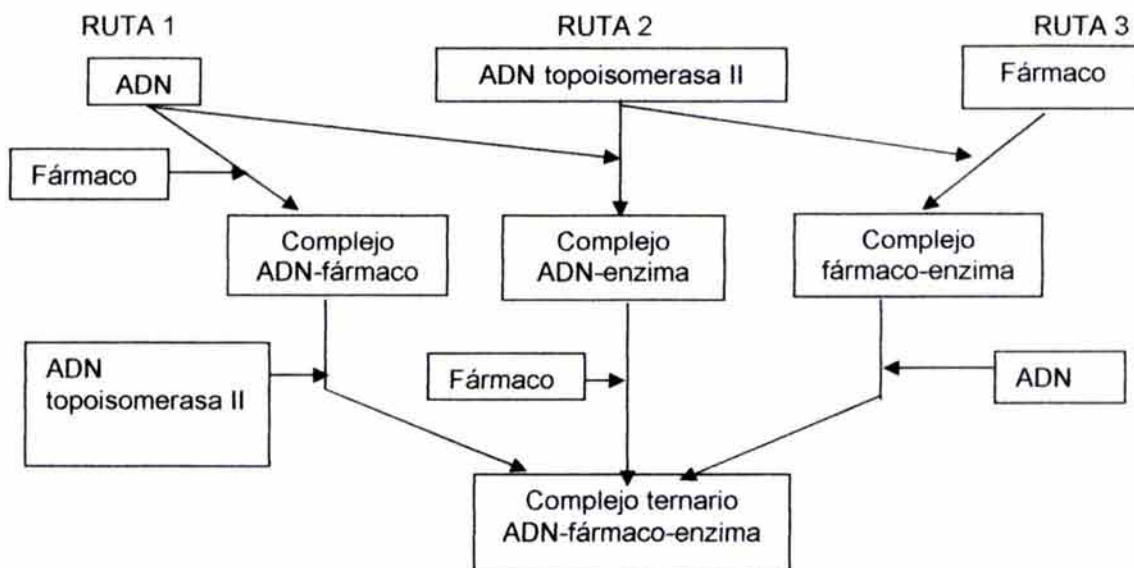 RUTA 1
RUTA 2
RUTA 3
ADN
ADN topoisomerasa II
Fármaco
Fármaco
Complejo
ADN-fármaco
Complejo
ADN-enzima
Complejo
fármaco-enzima
ADN
topoisomerasa II
Fármaco
ADN
Complejo ternario
ADN-fármaco-enzima